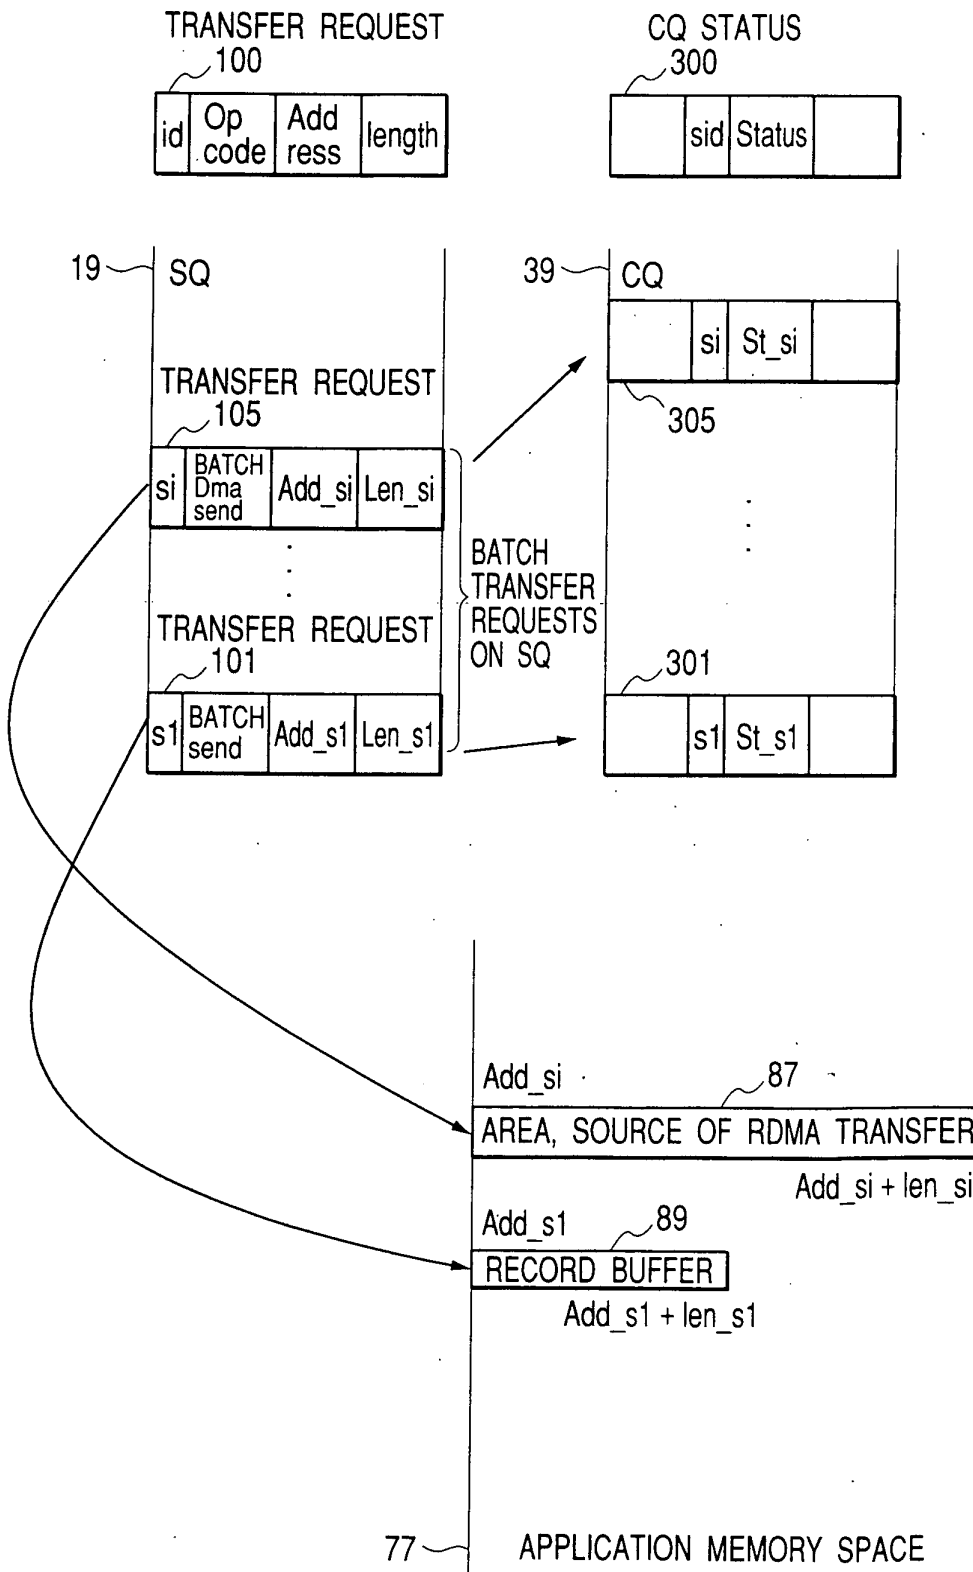 TRANSFER REQUEST
100
id
Op code
Add ress
length
CQ STATUS
300
sid
Status
19
SQ
39
CQ
si
St_si
305
TRANSFER REQUEST
105
si
BATCH Dma send
Add_si
Len_si
BATCH
TRANSFER
REQUESTS
ON SQ
TRANSFER REQUEST
101
s1
BATCH send
Add_s1
Len_s1
301
s1
St_s1
Add_si
87
AREA, SOURCE OF RDMA TRANSFER
Add_si + len_si
Add_s1
89
RECORD BUFFER
Add_s1 + len_s1
77
APPLICATION MEMORY SPACE